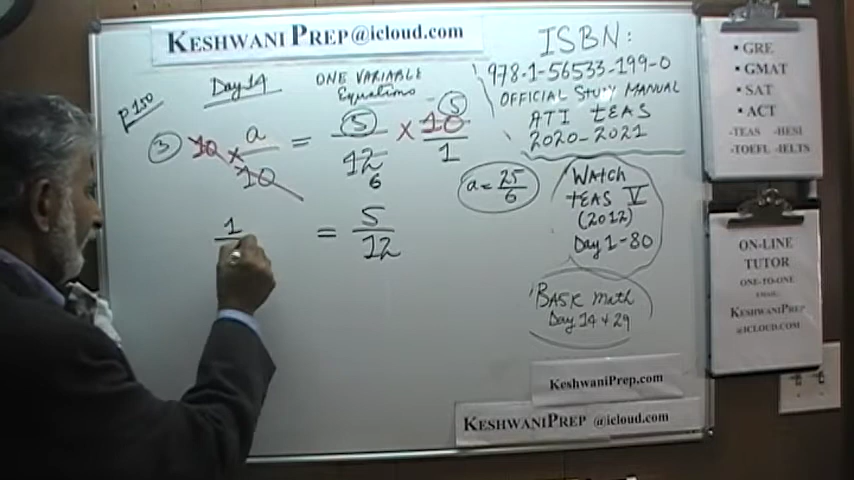 KESHWANI PREP@icloud.com
P150
Day 14
ONE VARIABLE
Equations
③ 10 × a/10 = 5/12 × 10/1
5
6
a = 25/6
1
= 5/12
ISBN:
978-1-56533-199-0
OFFICIAL STUDY MANUAL
ATI TEAS
2020-2021
WATCH
TEAS V
(2012)
Day 1-80
BASIC Math
Day 14 & 29
KESHWANIPREP.com
KESHWANIPREP @icloud.com
• GRE
• GMAT
• SAT
• ACT
-TEAS -HESI
-TOEFL -IELTS
ON-LINE
TUTOR
ONE-TO-ONE
EMAIL:
KESHWANIPREP
@ICLOUD.COM